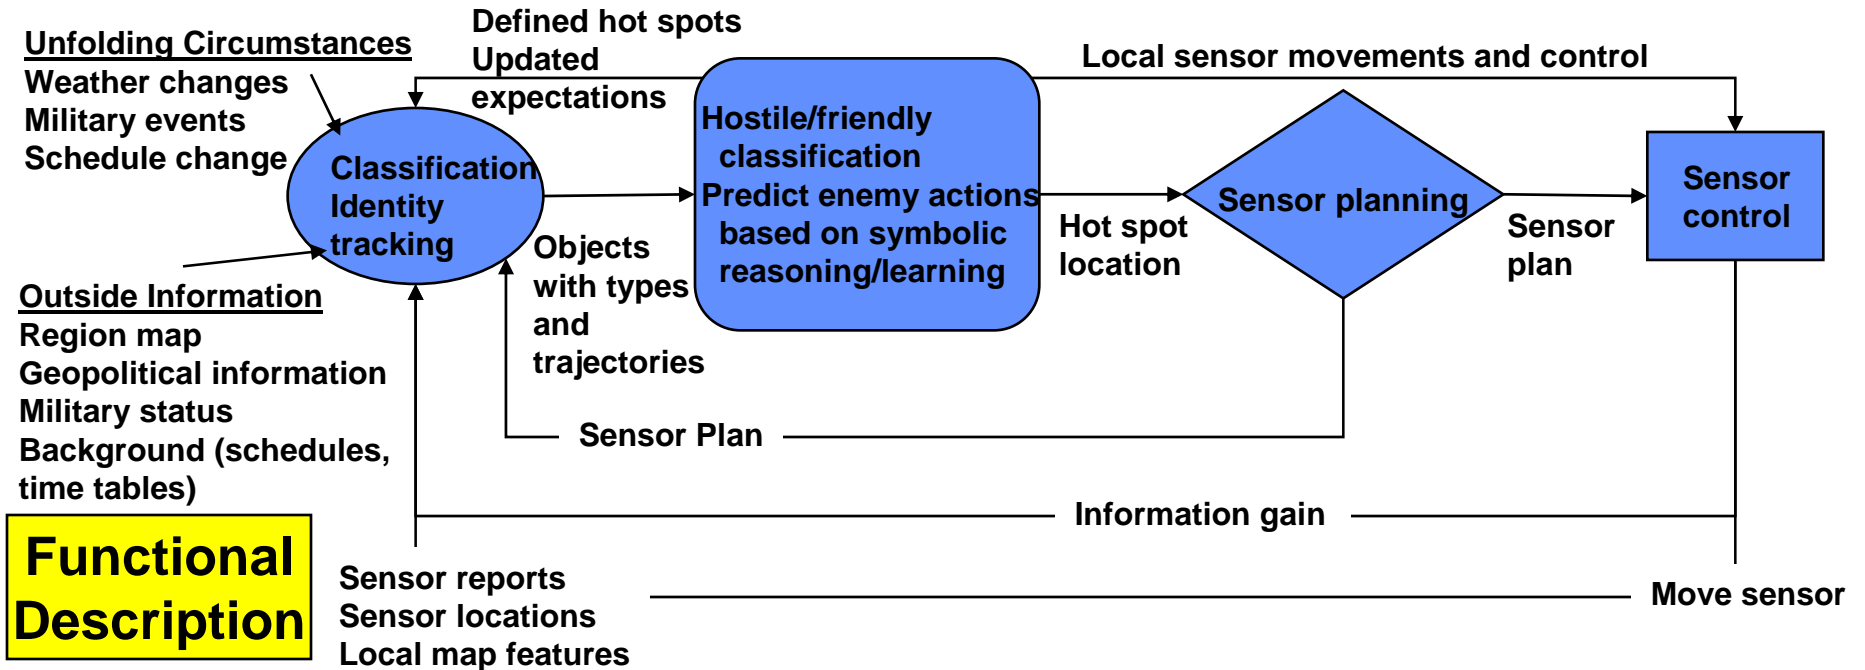 Unfolding Circumstances
Weather changes
Military events
Schedule change
Defined hot spots
Updated
expectations
Local sensor movements and control
Classification
Identity
tracking
Hostile/friendly
classification
Predict enemy actions
based on symbolic
reasoning/learning
Sensor planning
Sensor
control
Objects
with types
and
trajectories
Hot spot
location
Sensor
plan
Outside Information
Region map
Geopolitical information
Military status
Background (schedules,
time tables)
Sensor Plan
Information gain
Functional
Description
Sensor reports
Sensor locations
Local map features
Move sensor